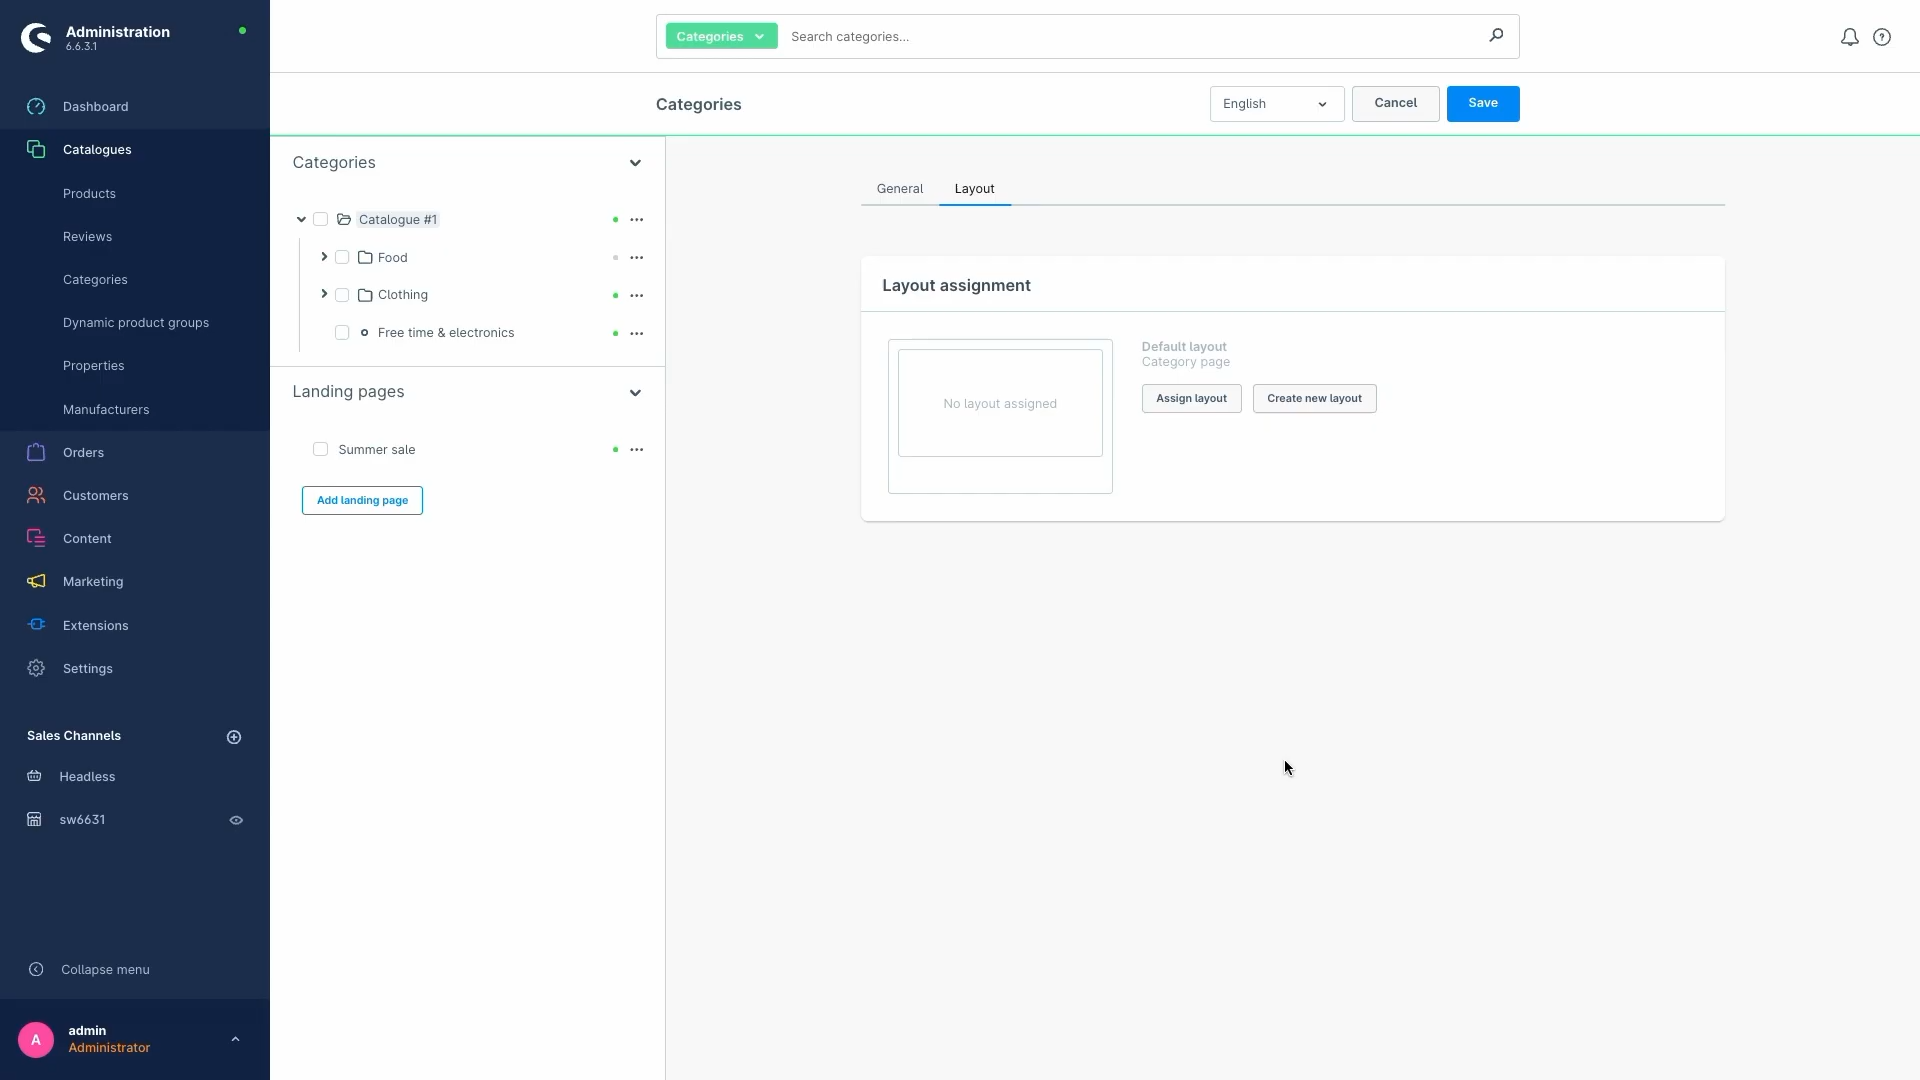 Administration
6.6.3.1
Categories
Search categories...
Categories
English
Cancel
Save
Dashboard
Catalogues
Products
Reviews
Categories
Dynamic product groups
Properties
Manufacturers
Orders
Customers
Content
Marketing
Extensions
Settings
Sales Channels
Headless
sw6631
Collapse menu
A
admin
Administrator
Categories
Catalogue #1
Food
Clothing
Free time & electronics
Landing pages
Summer sale
Add landing page
General
Layout
Layout assignment
No layout assigned
Default layout
Category page
Assign layout
Create new layout